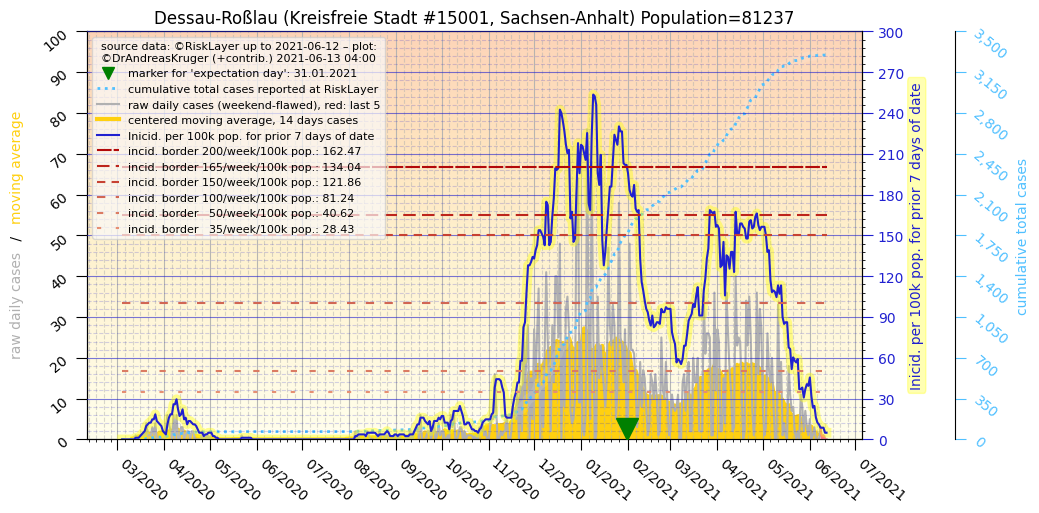 Dessau-Roßlau (Kreisfreie Stadt #15001, Sachsen-Anhalt) Population=81237
source data: ©RiskLayer up to 2021-06-12 – plot:
©DrAndreasKruger (+contrib.) 2021-06-13 04:00
marker for 'expectation day': 31.01.2021
cumulative total cases reported at RiskLayer
raw daily cases (weekend-flawed), red: last 5
centered moving average, 14 days cases
Inicid. per 100k pop. for prior 7 days of date
incid. border 200/week/100k pop.: 162.47
incid. border 165/week/100k pop.: 134.04
incid. border 150/week/100k pop.: 121.86
incid. border 100/week/100k pop.: 81.24
incid. border 50/week/100k pop.: 40.62
incid. border 35/week/100k pop.: 28.43
raw daily cases / moving average
100
90
80
70
60
50
40
30
20
10
0
300
270
240
210
180
150
120
90
60
30
0
Inicid. per 100k pop. for prior 7 days of date
3,500
3,150
2,800
2,450
2,100
1,750
1,400
1,050
700
350
0
cumulative total cases
03/2020
04/2020
05/2020
06/2020
07/2020
08/2020
09/2020
10/2020
11/2020
12/2020
01/2021
02/2021
03/2021
04/2021
05/2021
06/2021
07/2021